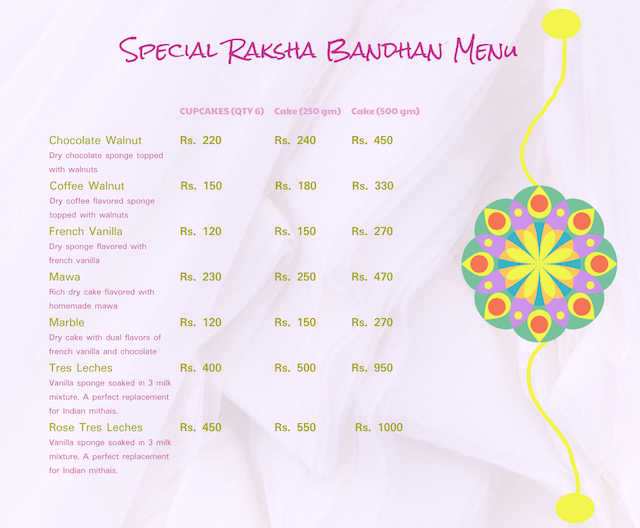 Special Raksha Bandhan Menu
CUPCAKES (QTY 6) Cake (250 gm) Cake (500 gm)
Chocolate Walnut Rs. 220 Rs. 240 Rs. 450
Dry chocolate sponge topped
with walnuts
Coffee Walnut Rs. 150 Rs. 180 Rs. 330
Dry coffee flavored sponge
topped with walnuts
French Vanilla Rs. 120 Rs. 150 Rs. 270
Dry sponge flavored with
french vanilla
Mawa Rs. 230 Rs. 250 Rs. 470
Rich dry cake flavored with
homemade mawa
Marble Rs. 120 Rs. 150 Rs. 270
Dry cake with dual flavors of
french vanilla and chocolate
Tres Leches Rs. 400 Rs. 500 Rs. 950
Vanilla sponge soaked in 3 milk
mixture. A perfect replacement
for Indian mithais.
Rose Tres Leches Rs. 450 Rs. 550 Rs. 1000
Vanilla sponge soaked in 3 milk
mixture. A perfect replacement
for Indian mithais.